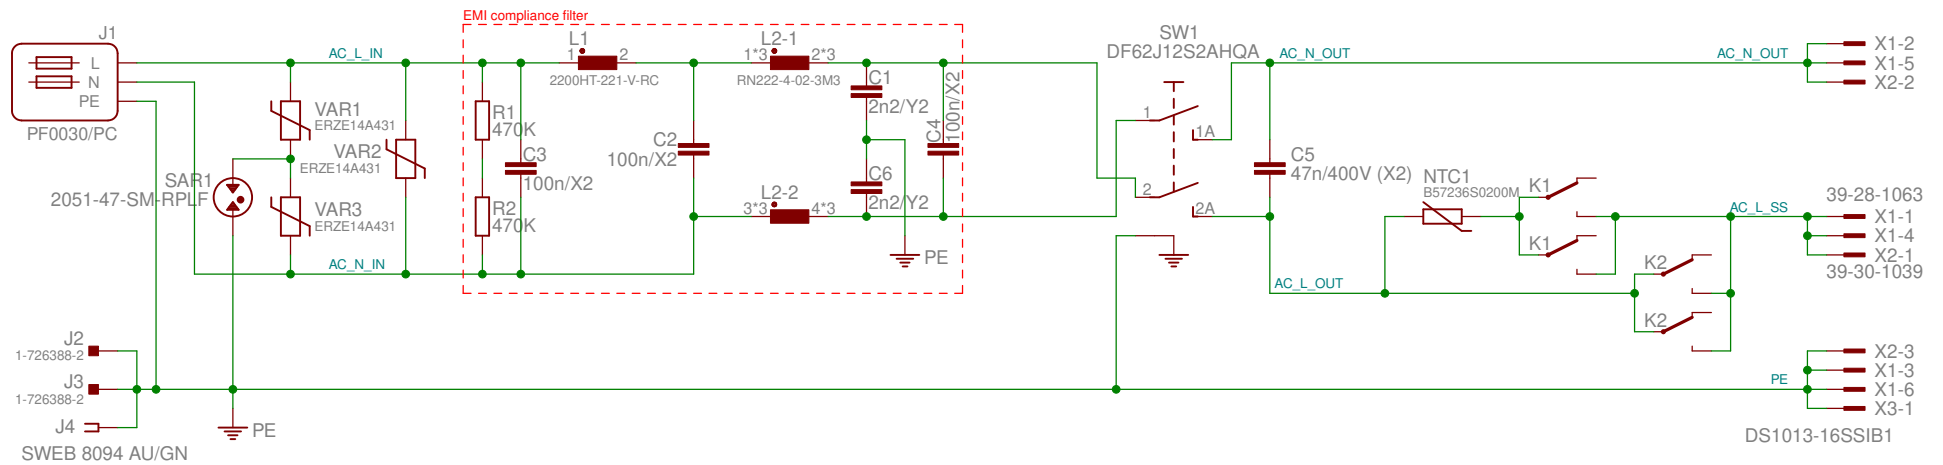 EMI compliance filter
J1
L
N
PE
PF0030/PC
AC_L_IN
VAR1
ERZE14A431
VAR2
ERZE14A431
SAR1
2051-47-SM-RPLF
VAR3
ERZE14A431
AC_N_IN
R1
470K
R2
470K
C3
100n/X2
L1
1
2
2200HT-221-V-RC
C2
100n/X2
L2-1
1*3
2*3
RN222-4-02-3M3
L2-2
3*3
4*3
C1
2n2/Y2
C6
2n2/Y2
C4
100n/X2
PE
SW1
DF62J12S2AHQA
1
1A
2
2A
AC_N_OUT
C5
47n/400V (X2)
AC_L_OUT
NTC1
B57236S0200M
K1
K1
K2
K2
AC_N_OUT
X1-2
X1-5
X2-2
39-28-1063
AC_L_SS
X1-1
X1-4
X2-1
39-30-1039
J2
1-726388-2
J3
1-726388-2
J4
SWEB 8094 AU/GN
PE
PE
X2-3
X1-3
X1-6
X3-1
DS1013-16SSIB1